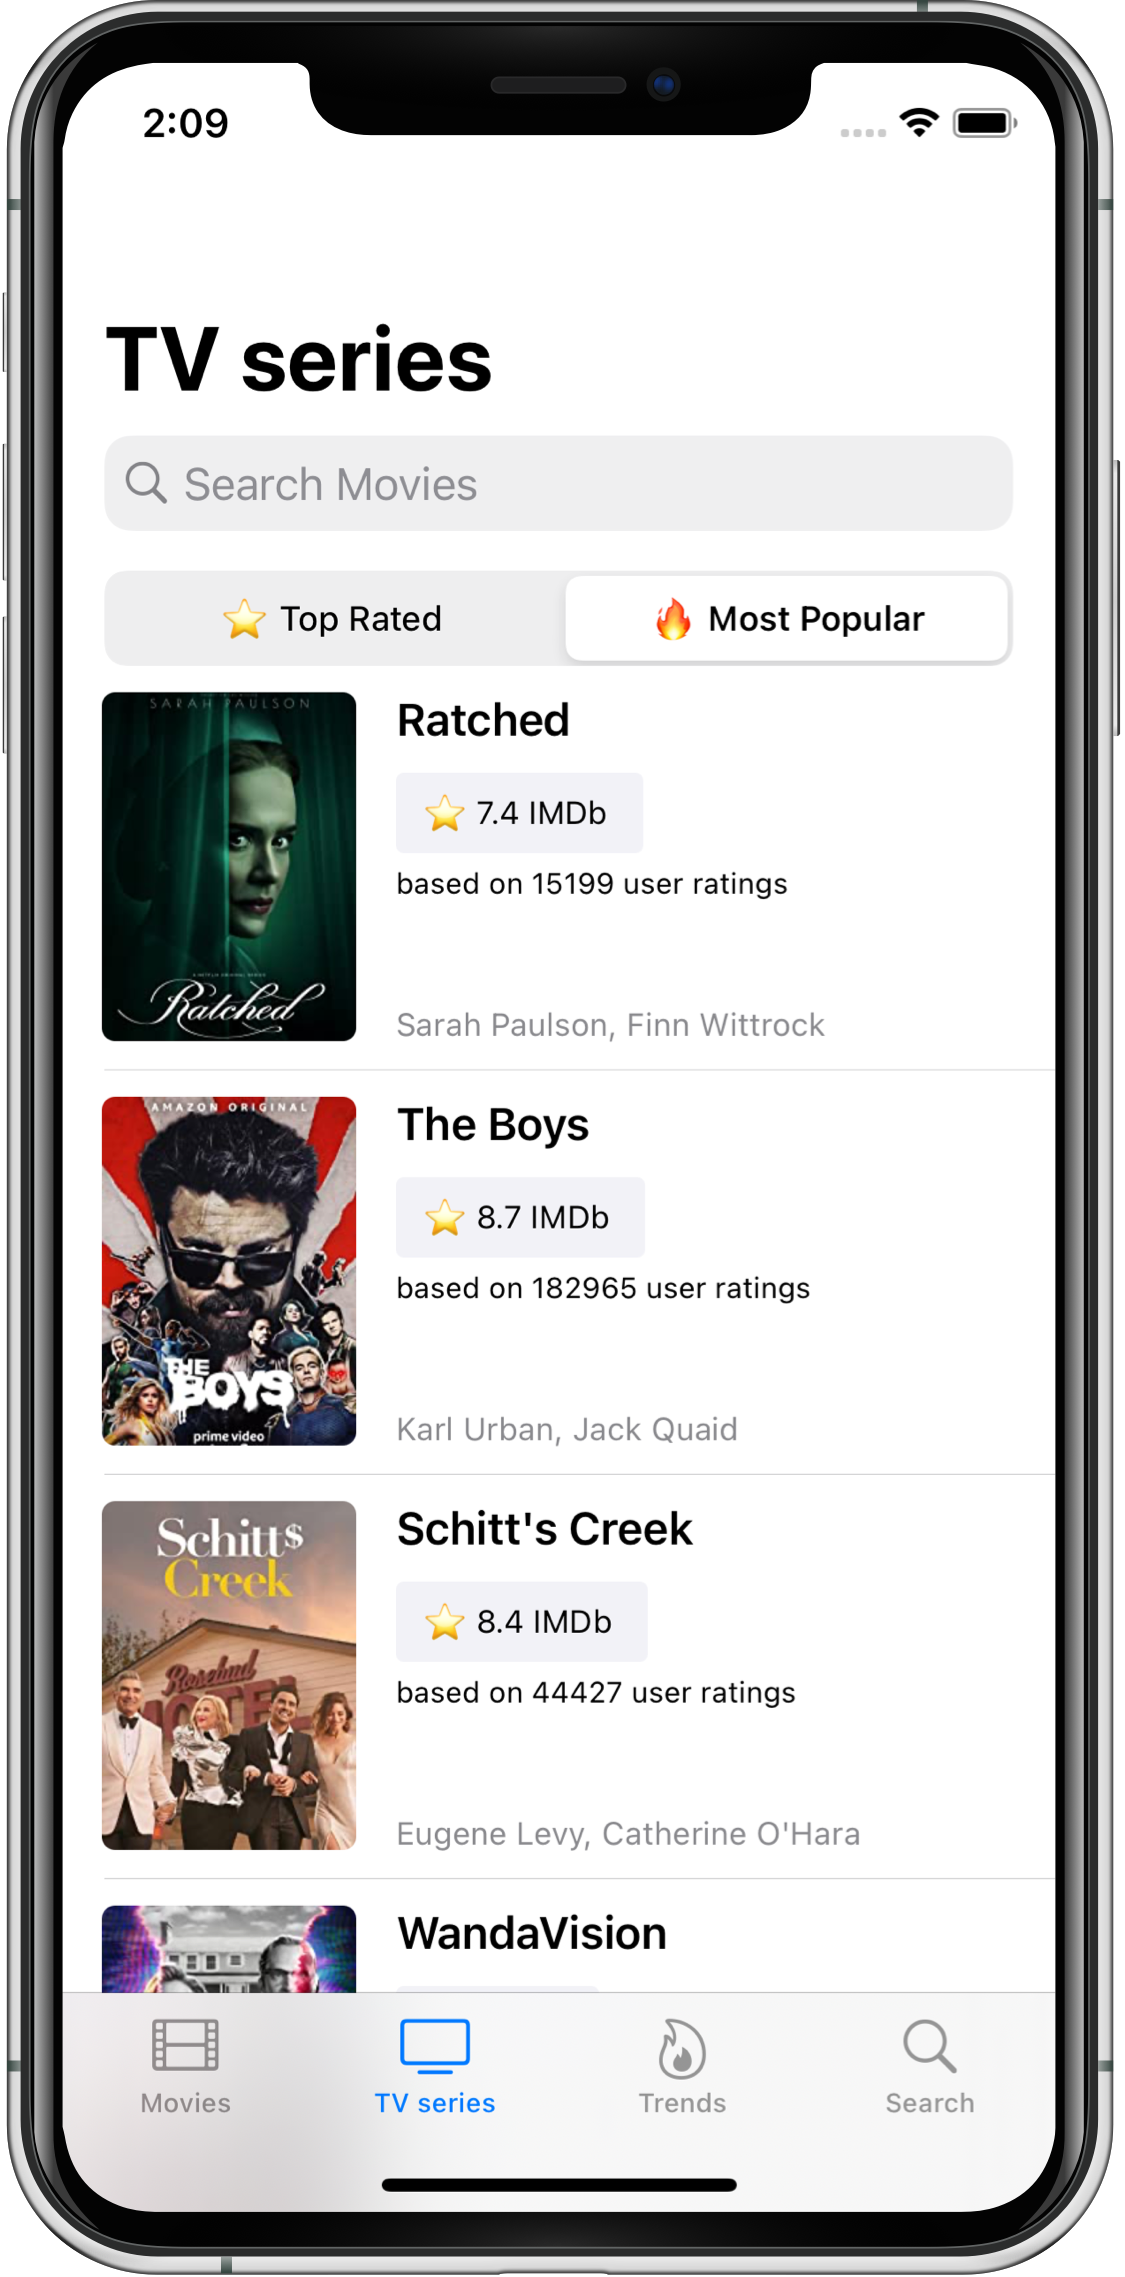 2:09
TV series
Search Movies
⭐ Top Rated
🔥 Most Popular
SARAH PAULSON
Ratched
Ratched
⭐ 7.4 IMDb
based on 15199 user ratings
Sarah Paulson, Finn Wittrock
AMAZON ORIGINAL
THE
BOYS
prime video
The Boys
⭐ 8.7 IMDb
based on 182965 user ratings
Karl Urban, Jack Quaid
Schitt$
Creek
Rosebud
MOTEL
Schitt's Creek
⭐ 8.4 IMDb
based on 44427 user ratings
Eugene Levy, Catherine O'Hara
WandaVision
Movies
TV series
Trends
Search